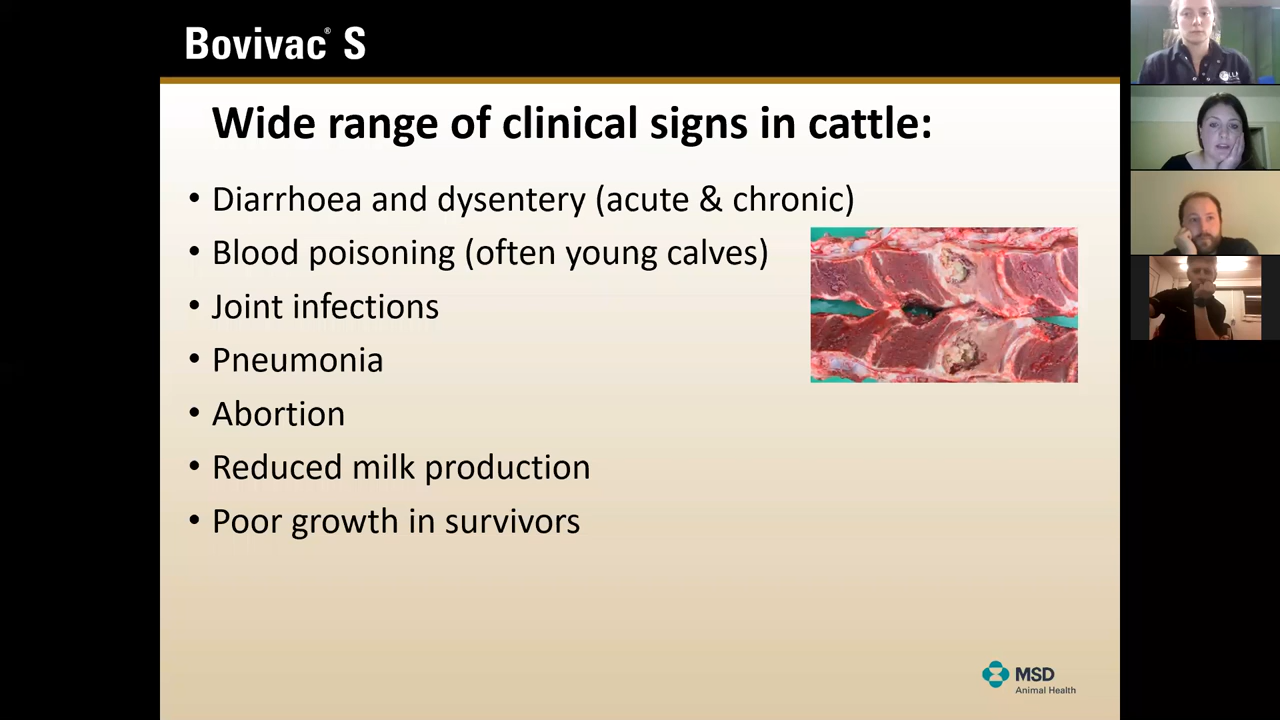 Bovivac® S
Wide range of clinical signs in cattle:
• Diarrhoea and dysentery (acute & chronic)
• Blood poisoning (often young calves)
• Joint infections
• Pneumonia
• Abortion
• Reduced milk production
• Poor growth in survivors
MSD
Animal Health